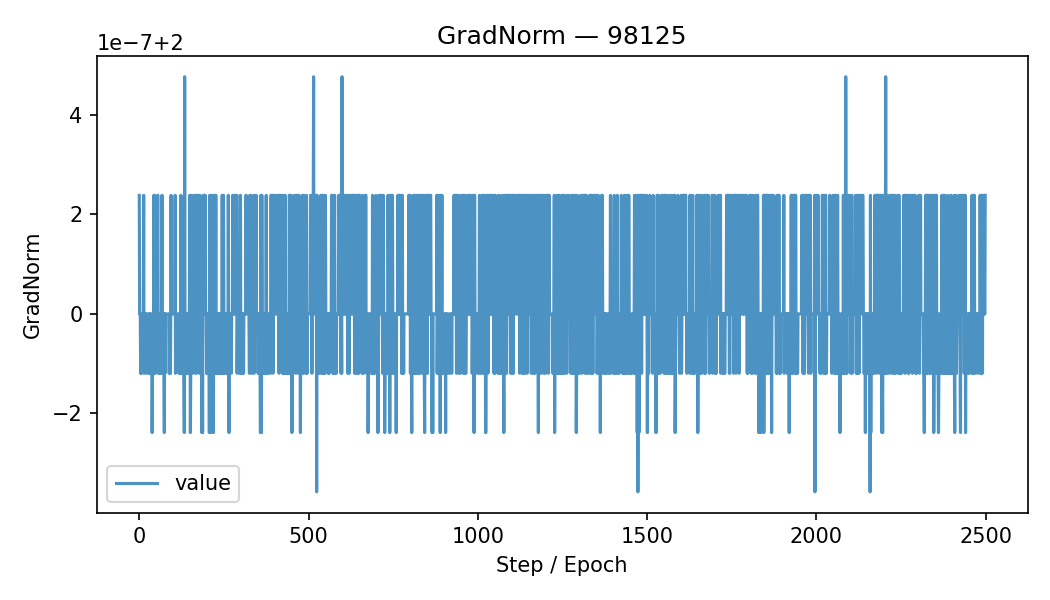 GradNorm — 98125
1e−7+2
GradNorm
4
2
0
−2
value
0 500 1000 1500 2000 2500
Step / Epoch